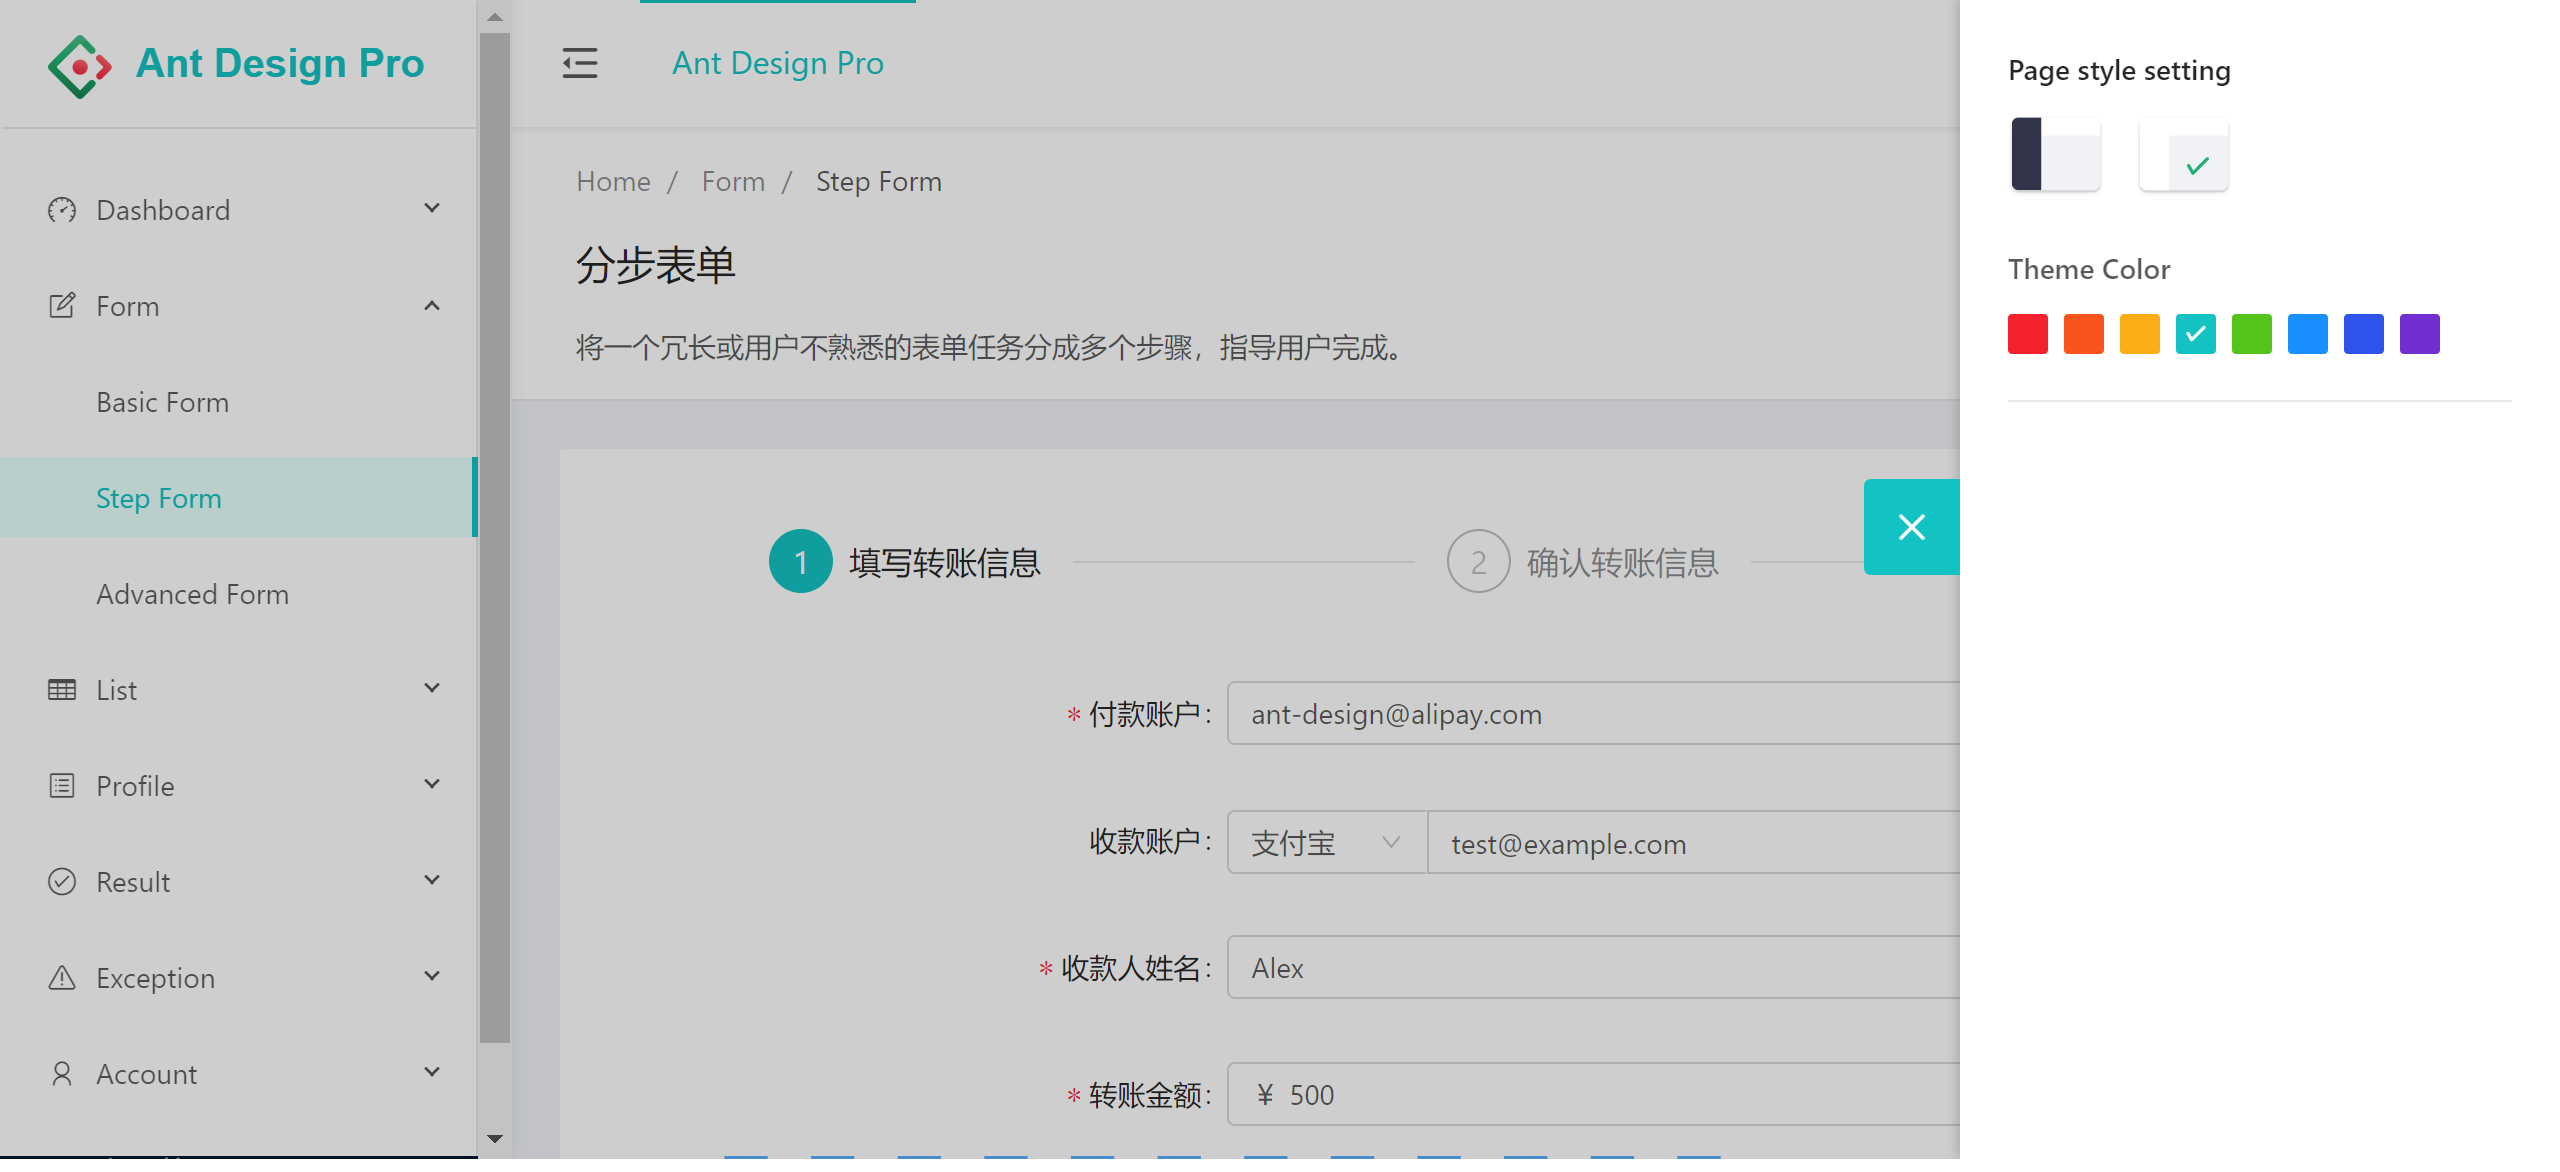 Ant Design Pro
Dashboard
Form
Basic Form
Step Form
Advanced Form
List
Profile
Result
Exception
Account
Ant Design Pro
Home / Form / Step Form
分步表单
将一个冗长或用户不熟悉的表单任务分成多个步骤，指导用户完成。
1 填写转账信息
2 确认转账信息
* 付款账户: ant-design@alipay.com
收款账户: 支付宝 test@example.com
* 收款人姓名: Alex
* 转账金额: ¥ 500
Page style setting
Theme Color